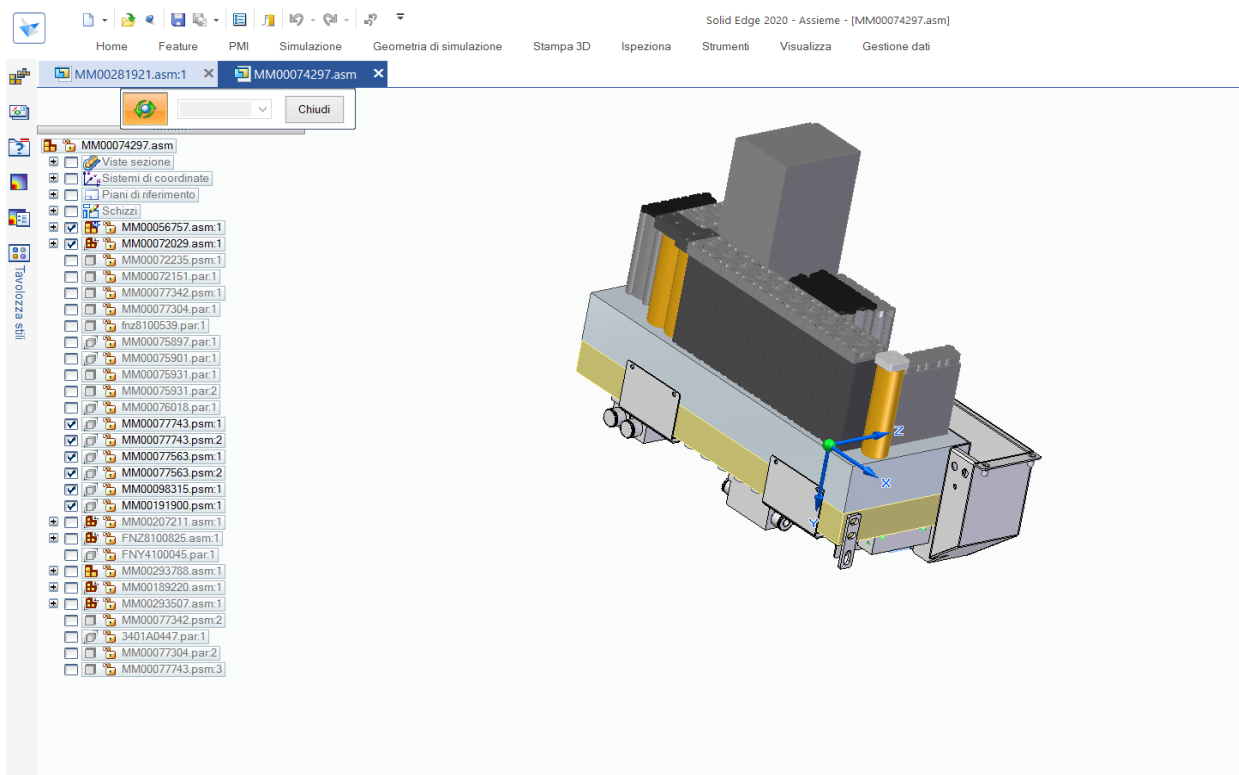 Solid Edge 2020 - Assieme - [MM00074297.asm]
Home Feature PMI Simulazione Geometria di simulazione Stampa 3D Ispeziona Strumenti Visualizza Gestione dati
MM00281921.asm:1 MM00074297.asm
Chiudi
Tavolozza stili
MM00074297.asm
Viste sezione
Sistemi di coordinate
Piani di riferimento
Schizzi
MM00056757.asm:1
MM00072029.asm:1
MM00072235.psm:1
MM00072151.par:1
MM00077342.psm:1
MM00077304.par:1
fnz8100539.par:1
MM00075897.par:1
MM00075901.par:1
MM00075931.par:1
MM00075931.par:2
MM00076018.par:1
MM00077743.psm:1
MM00077743.psm:2
MM00077563.psm:1
MM00077563.psm:2
MM00098315.psm:1
MM00191900.psm:1
MM00207211.asm:1
FNZ8100825.asm:1
FNY4100045.par:1
MM00293788.asm:1
MM00189220.asm:1
MM00293507.asm:1
MM00077342.psm:2
3401A0447.par:1
MM00077304.par:2
MM00077743.psm:3
Z
X
Y